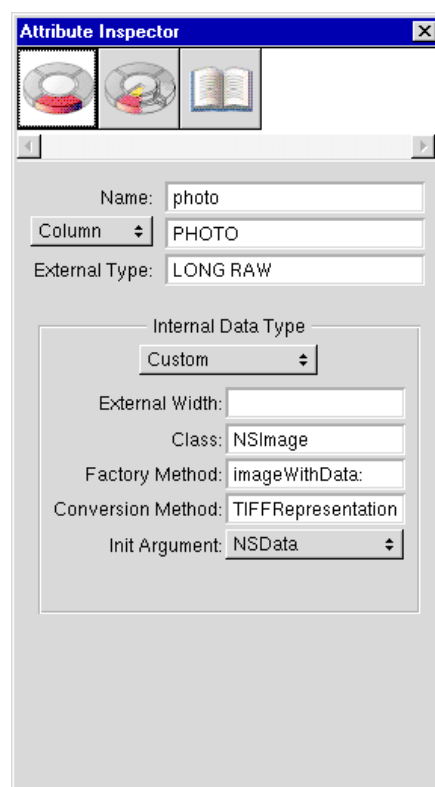 Attribute Inspector
Name: photo
Column PHOTO
External Type: LONG RAW
Internal Data Type
Custom
External Width:
Class: NSImage
Factory Method: imageWithData:
Conversion Method: TIFFRepresentation
Init Argument: NSData